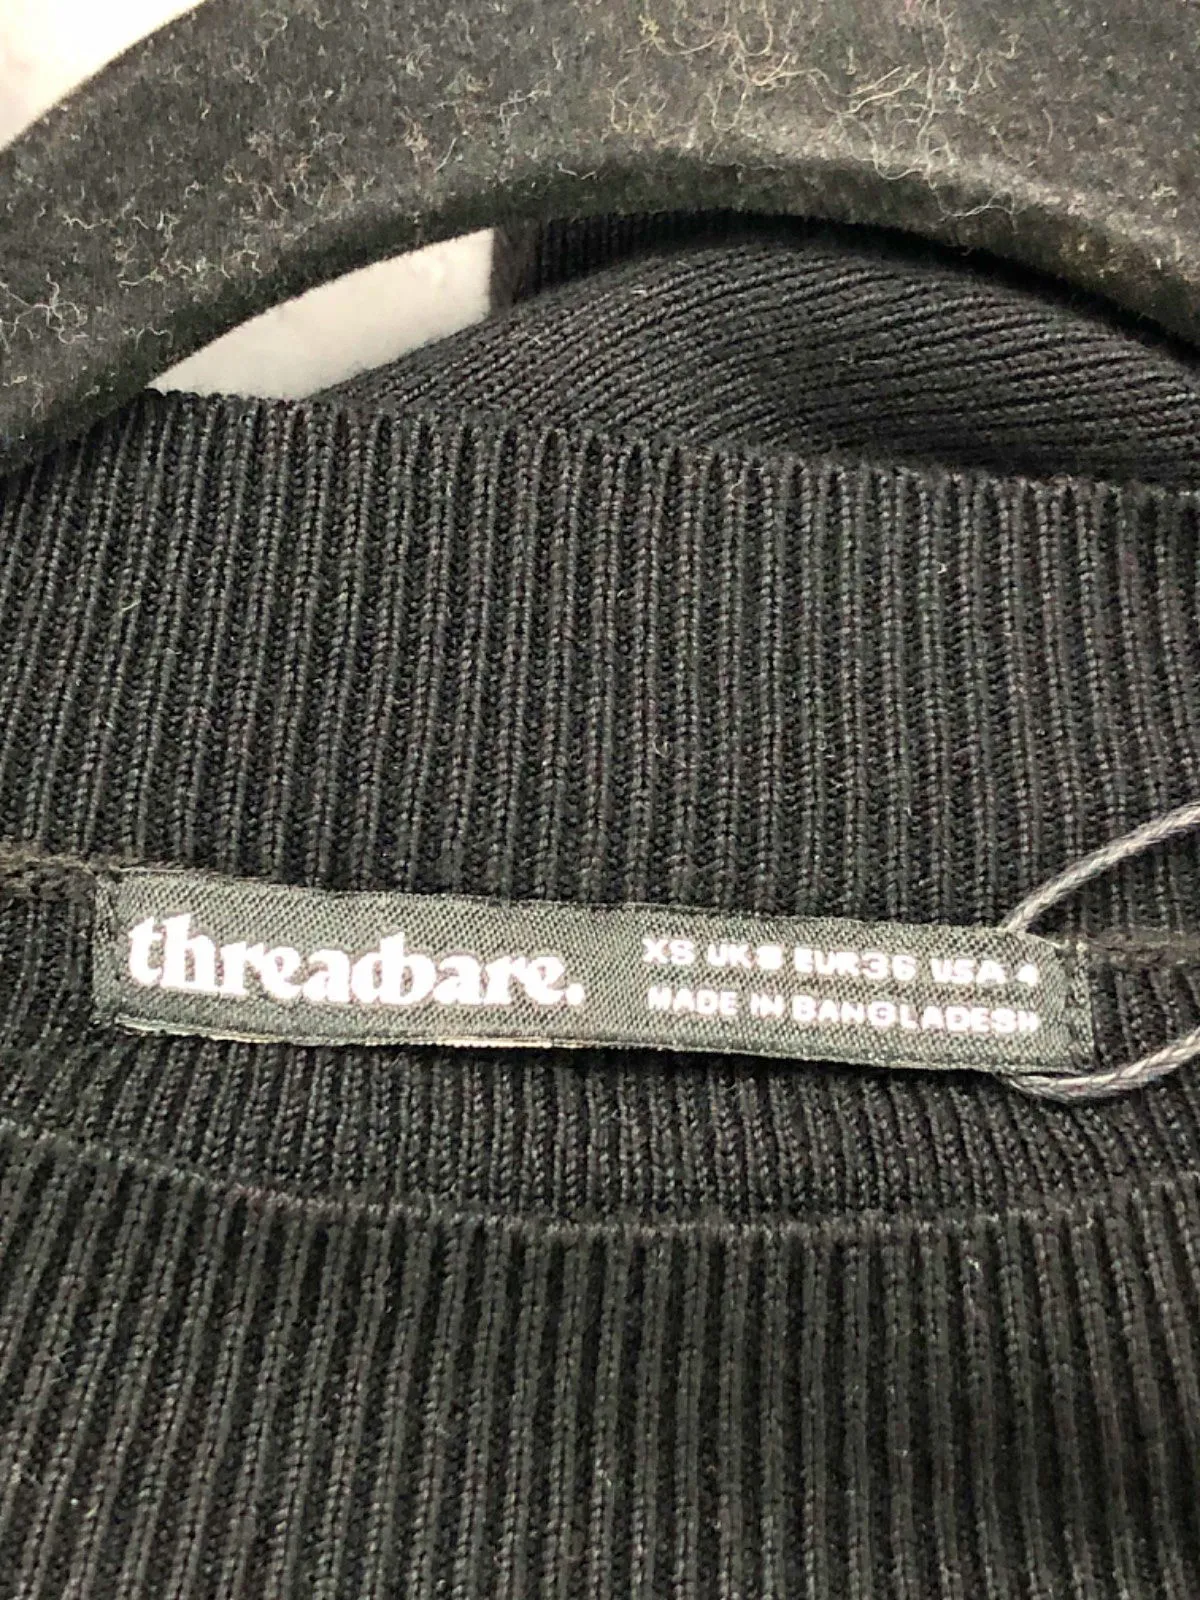 threadbare.
XS UK 8 EUR36 USA 4
MADE IN BANGLADESH